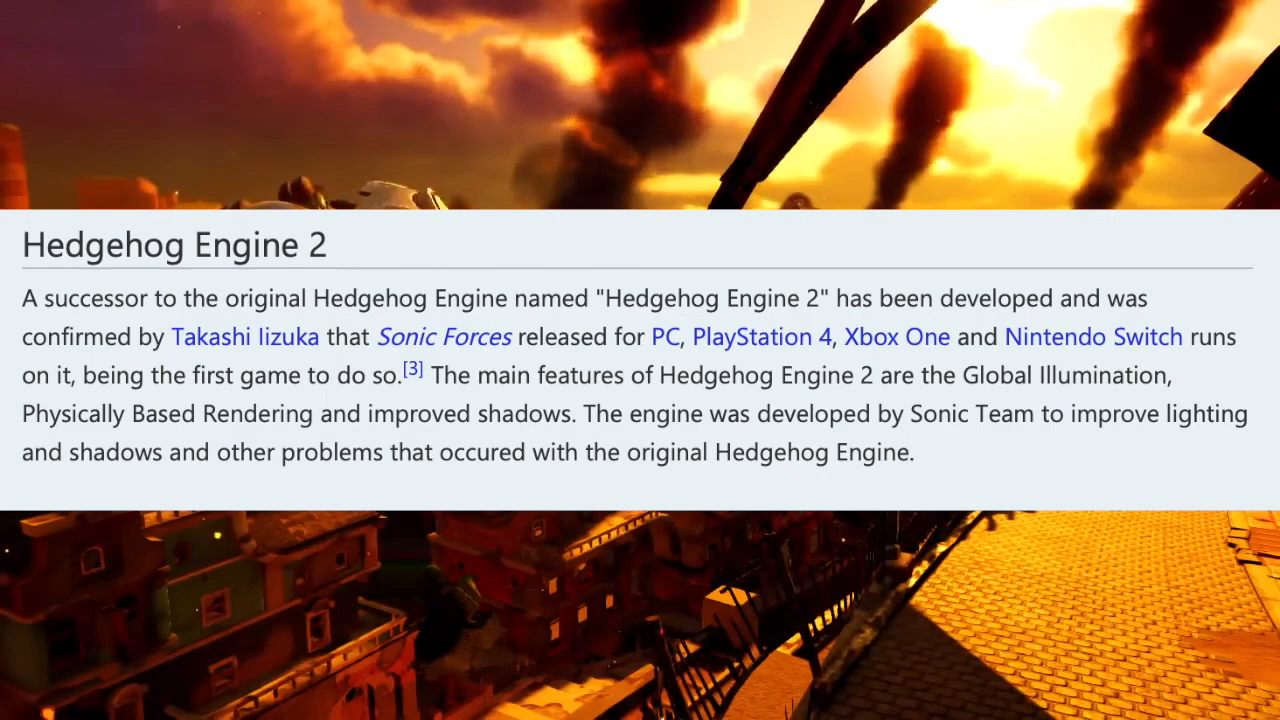 Hedgehog Engine 2
A successor to the original Hedgehog Engine named "Hedgehog Engine 2" has been developed and was
confirmed by Takashi Iizuka that Sonic Forces released for PC, PlayStation 4, Xbox One and Nintendo Switch runs
on it, being the first game to do so.[3] The main features of Hedgehog Engine 2 are the Global Illumination,
Physically Based Rendering and improved shadows. The engine was developed by Sonic Team to improve lighting
and shadows and other problems that occured with the original Hedgehog Engine.